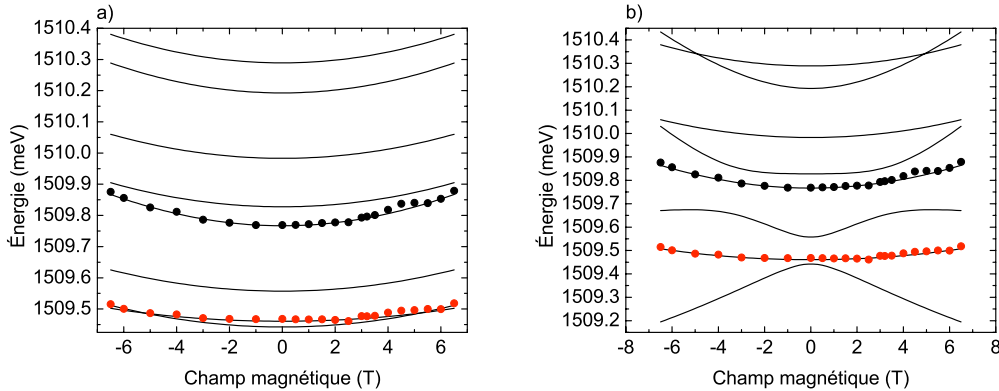 a)
1510.4
1510.3
1510.2
1510.1
1510.0
1509.9
1509.8
1509.7
1509.6
1509.5
Énergie (meV)
-6 -4 -2 0 2 4 6
Champ magnétique (T)
b)
1510.4
1510.3
1510.2
1510.1
1510.0
1509.9
1509.8
1509.7
1509.6
1509.5
1509.4
1509.3
1509.2
Énergie (meV)
-8 -6 -4 -2 0 2 4 6 8
Champ magnétique (T)